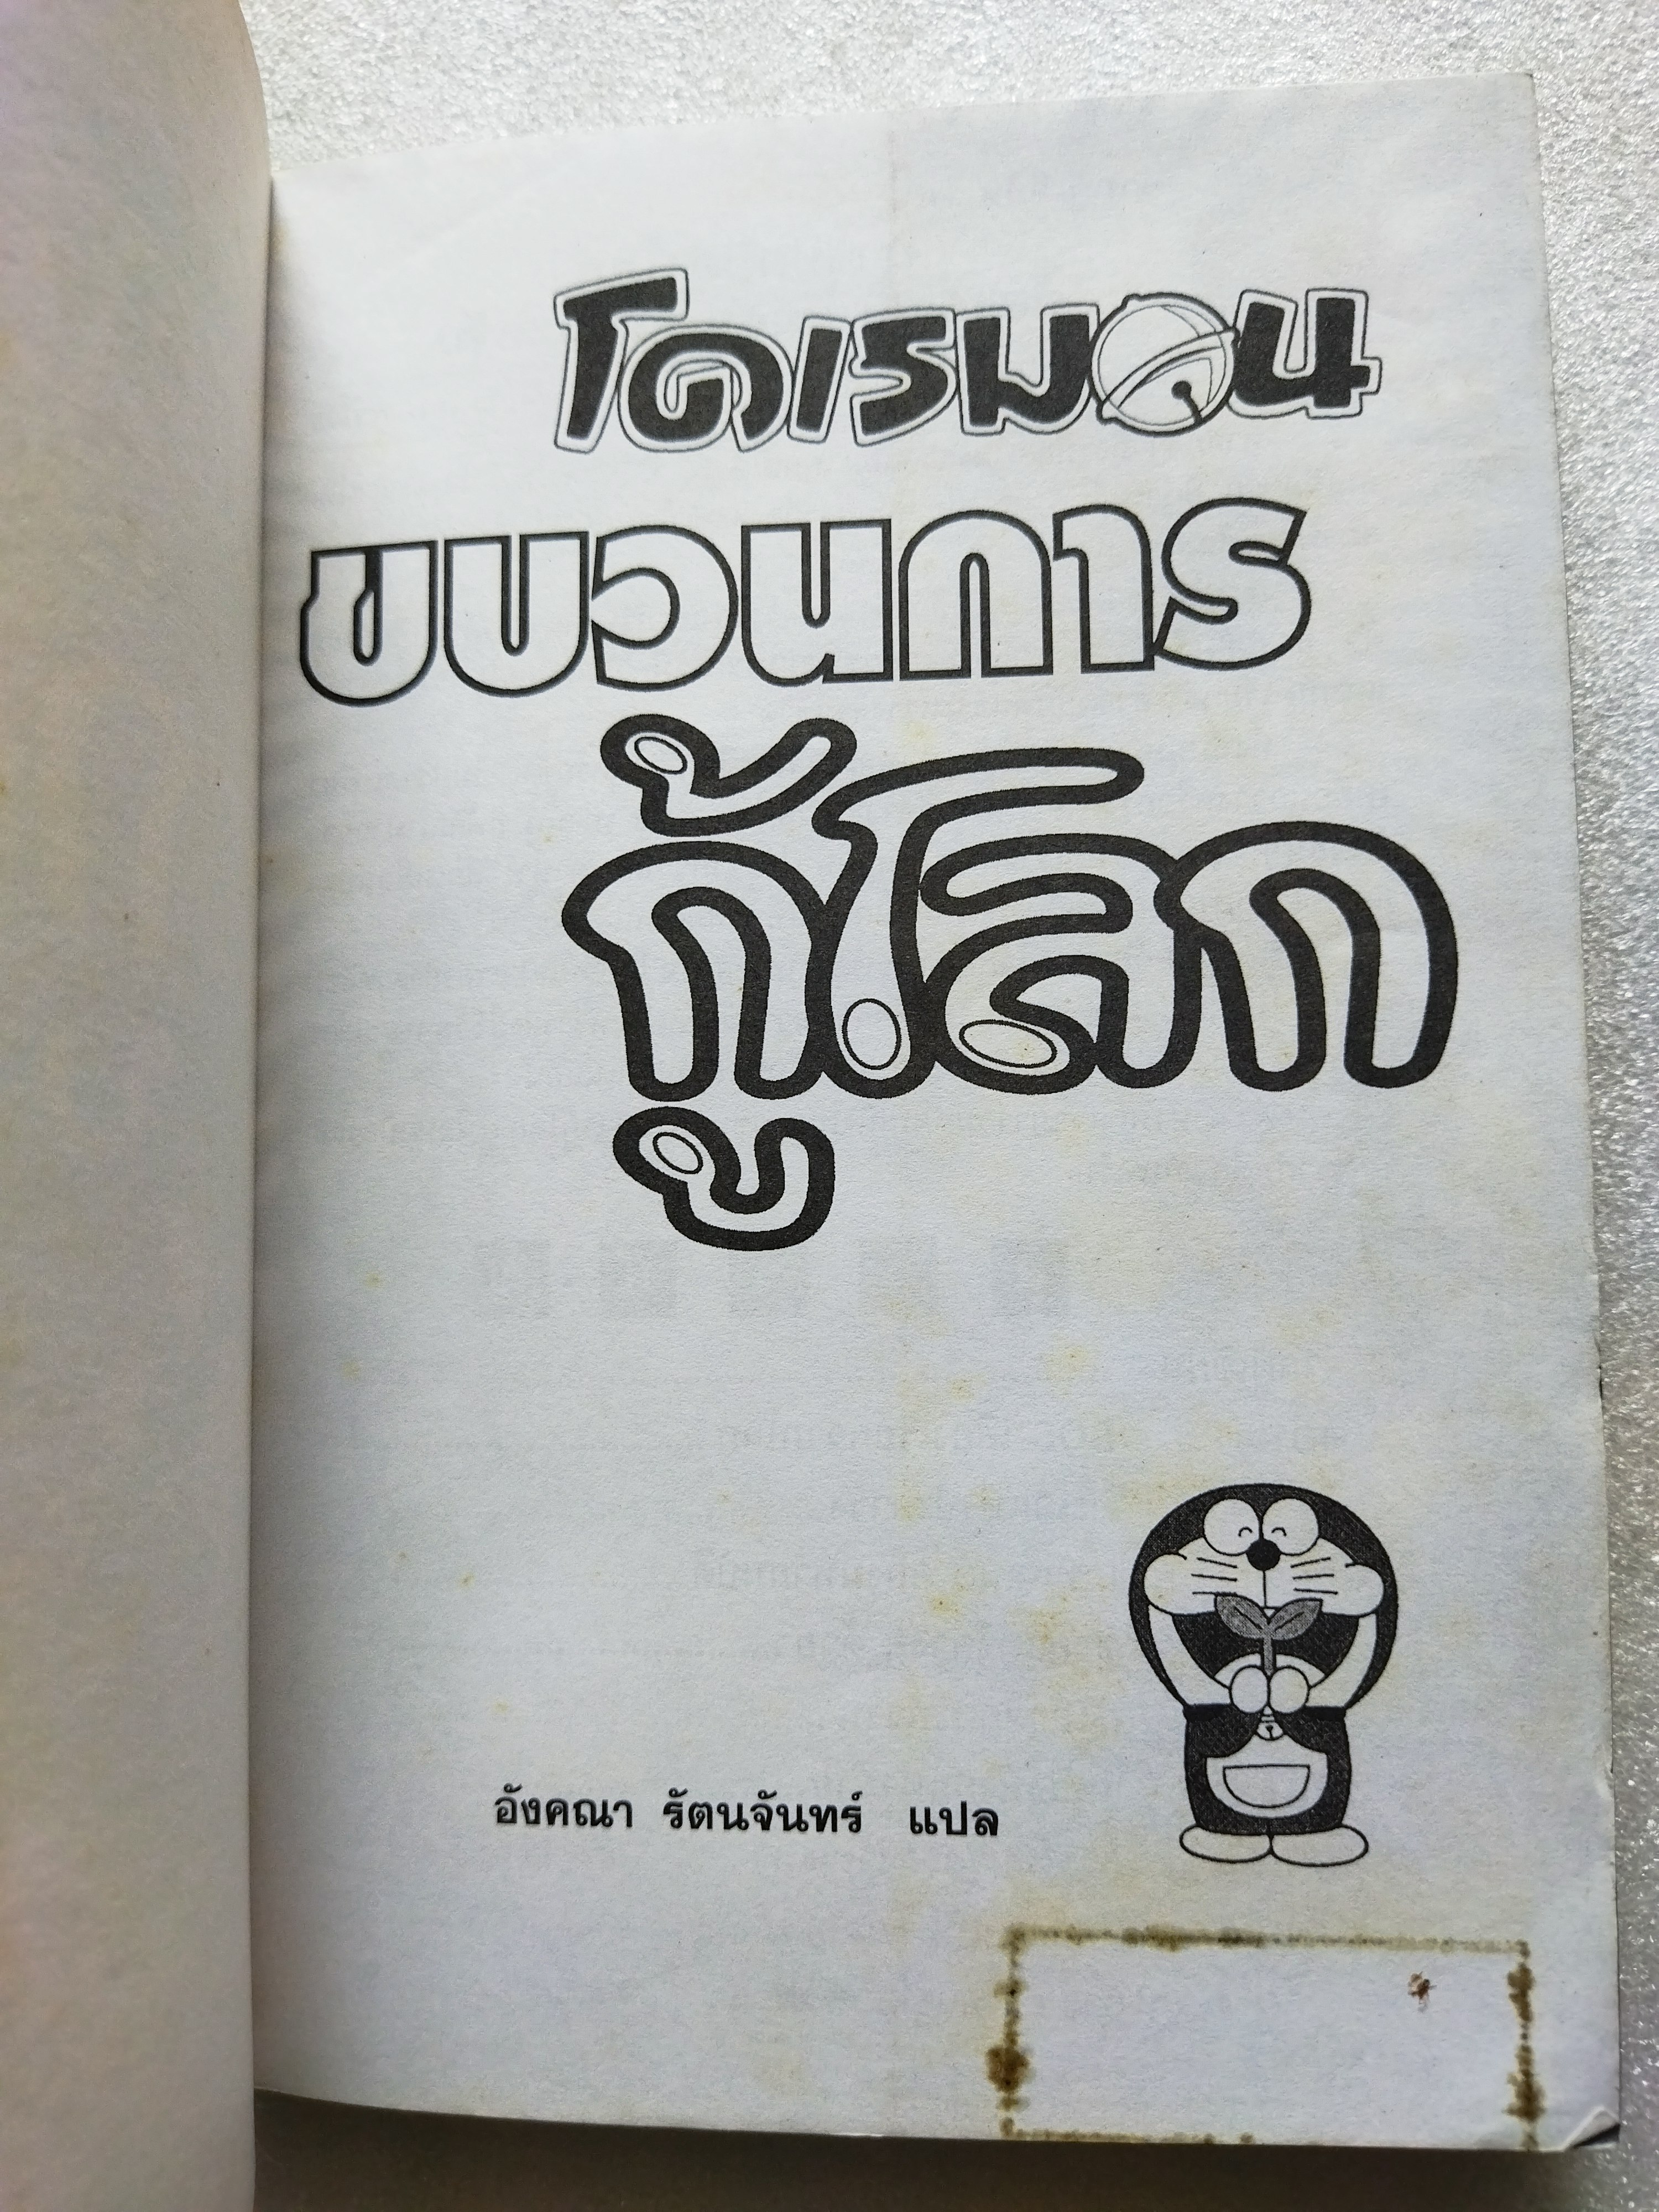 โดเรมอน
ขบวนการ
กู้โลก
อังคณา รัตนจันทร์ แปล